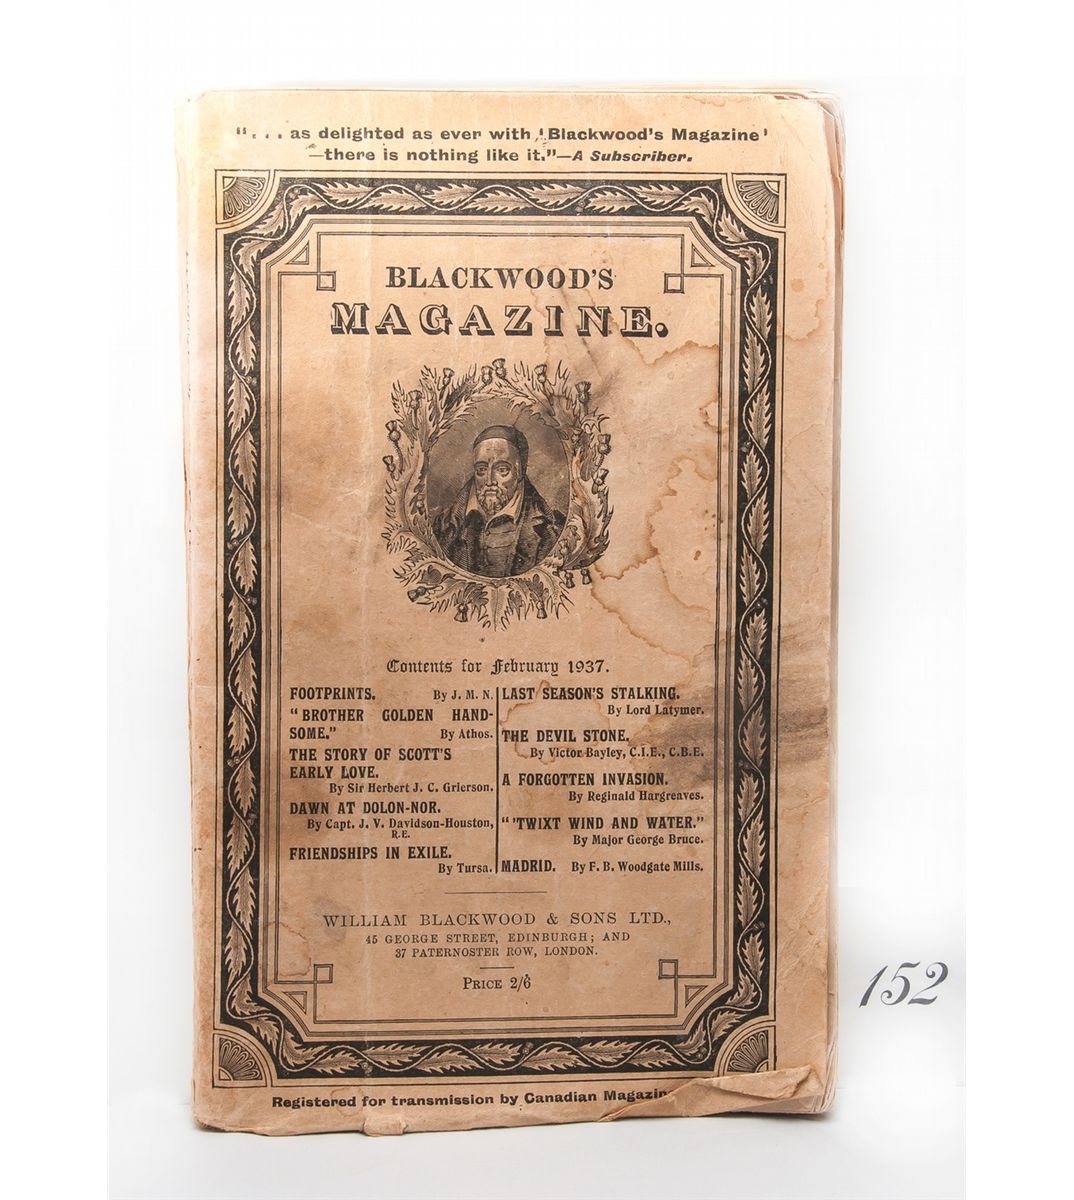 ". . . as delighted as ever with 'Blackwood's Magazine'
—there is nothing like it."—A Subscriber.
BLACKWOOD'S
MAGAZINE.
Contents for February 1937.
FOOTPRINTS. By J. M. N.
"BROTHER GOLDEN HAND-
SOME." By Athos.
THE STORY OF SCOTT'S
EARLY LOVE.
By Sir Herbert J. C. Grierson.
DAWN AT DOLON-NOR.
By Capt. J. V. Davidson-Houston,
R.E.
FRIENDSHIPS IN EXILE.
By Tursa.
LAST SEASON'S STALKING.
By Lord Latymer.
THE DEVIL STONE.
By Victor Bayley, C.I.E., C.B.E.
A FORGOTTEN INVASION.
By Reginald Hargreaves.
"'TWIXT WIND AND WATER."
By Major George Bruce.
MADRID. By F. B. Woodgate Mills.
WILLIAM BLACKWOOD & SONS LTD.,
45 GEORGE STREET, EDINBURGH; AND
37 PATERNOSTER ROW, LONDON.
PRICE 2/6
Registered for transmission by Canadian Magazin
152